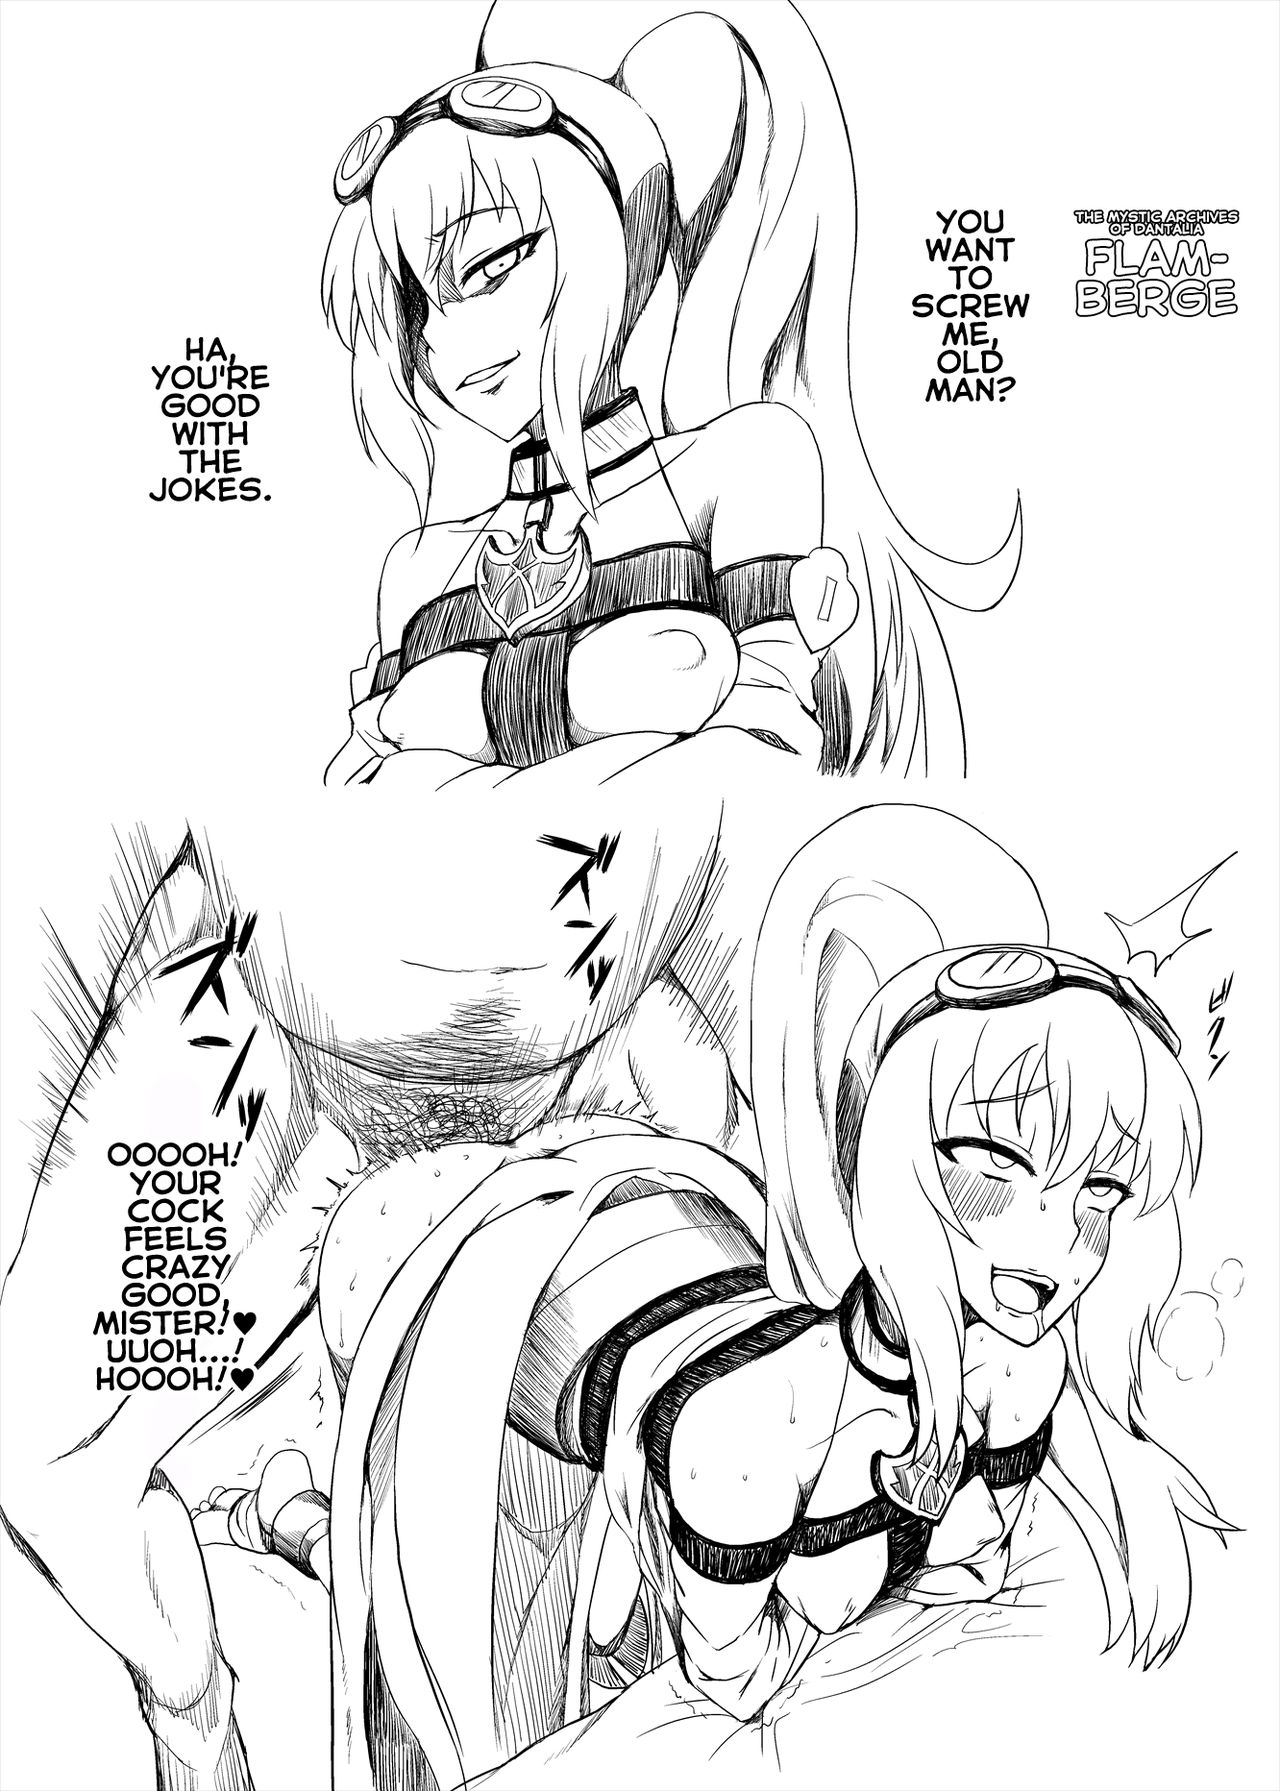 THE MYSTIC ARCHIVES
OF DANTALIA
FLAM-
BERGE
YOU
WANT
TO
SCREW
ME,
OLD
MAN?
HA,
YOU'RE
GOOD
WITH
THE
JOKES.
OOOOH!
YOUR
COCK
FEELS
CRAZY
GOOD,
MISTER!♥
UUOH...!
HOOOH!♥